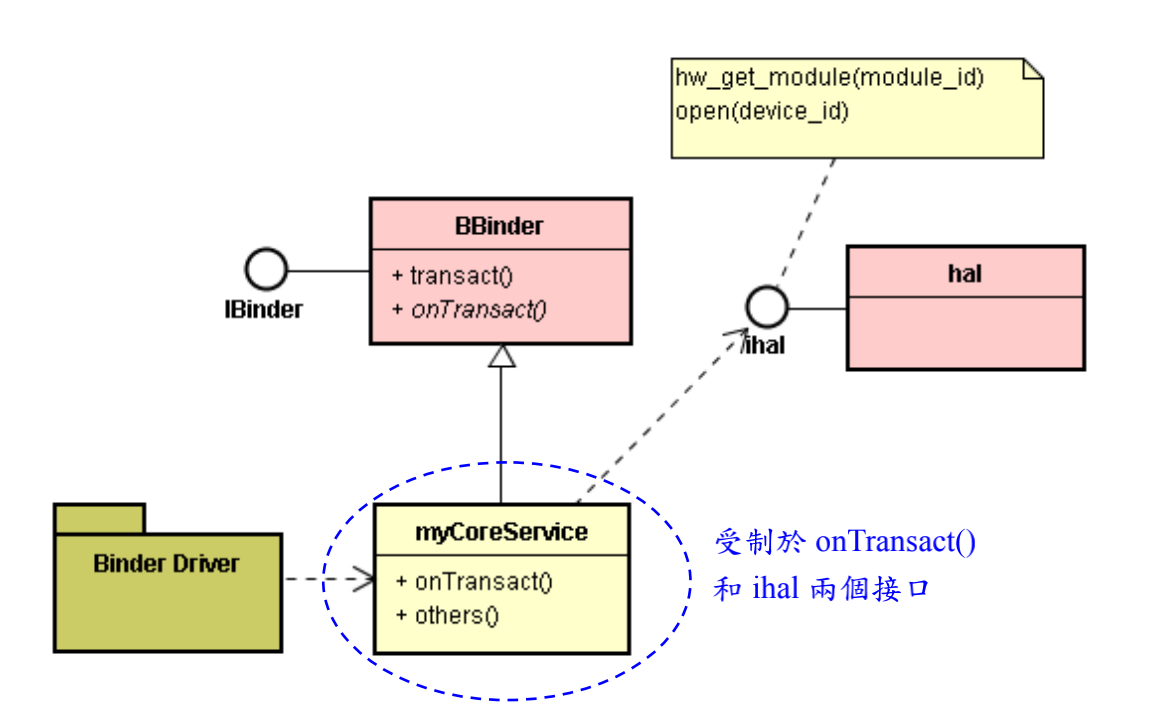 hw_get_module(module_id)
open(device_id)
BBinder
+ transact()
+ onTransact()
IBinder
hal
ihal
myCoreService
+ onTransact()
+ others()
Binder Driver
受制於 onTransact()
和 ihal 兩個接口